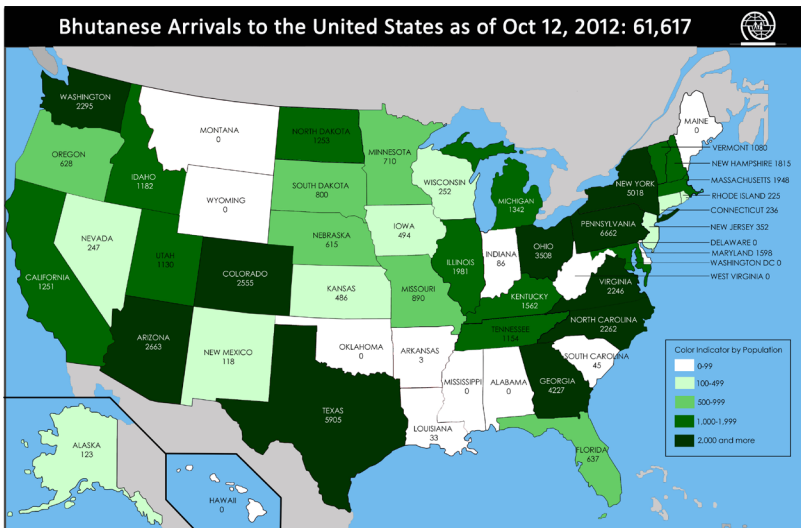 Bhutanese Arrivals to the United States as of Oct 12, 2012: 61,617
WASHINGTON
2295
MONTANA
0
NORTH DAKOTA
1253
MINNESOTA
710
MAINE
0
OREGON
628
IDAHO
1182
WYOMING
0
SOUTH DAKOTA
800
WISCONSIN
252
MICHIGAN
1342
NEW YORK
5018
VERMONT 1080
NEW HAMPSHIRE 1815
MASSACHUSETS 1948
RHODE ISLAND 225
CONNECTICUT 236
NEW JERSEY 352
DELAWARE 0
MARYLAND 1598
WASHINGTON DC 0
WEST VIRGINIA 0
NEVADA
247
UTAH
1130
COLORADO
2555
NEBRASKA
615
IOWA
494
ILLINOIS
1981
INDIANA
86
OHIO
3508
PENNSYLVANIA
6662
CALIFORNIA
1251
KANSAS
486
MISSOURI
890
KENTUCKY
1562
VIRGINIA
2246
ARIZONA
2663
NEW MEXICO
118
OKLAHOMA
0
ARKANSAS
3
TENNESSEE
1134
NORTH CAROLINA
2262
SOUTH CAROLINA
45
TEXAS
5905
LOUISIANA
33
MISSISSIPPI
0
ALABAMA
0
GEORGIA
4227
FLORIDA
637
ALASKA
123
HAWAII
0
Color Indicator by Population
0-99
100-499
500-999
1,000-1,999
2,000 and more